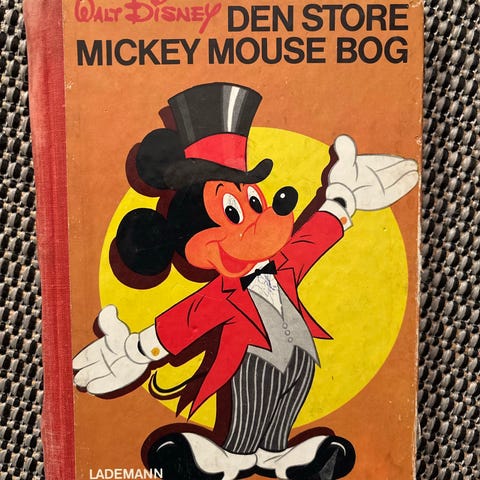 WALT DISNEY DEN STORE
MICKEY MOUSE BOG
LADEMANN